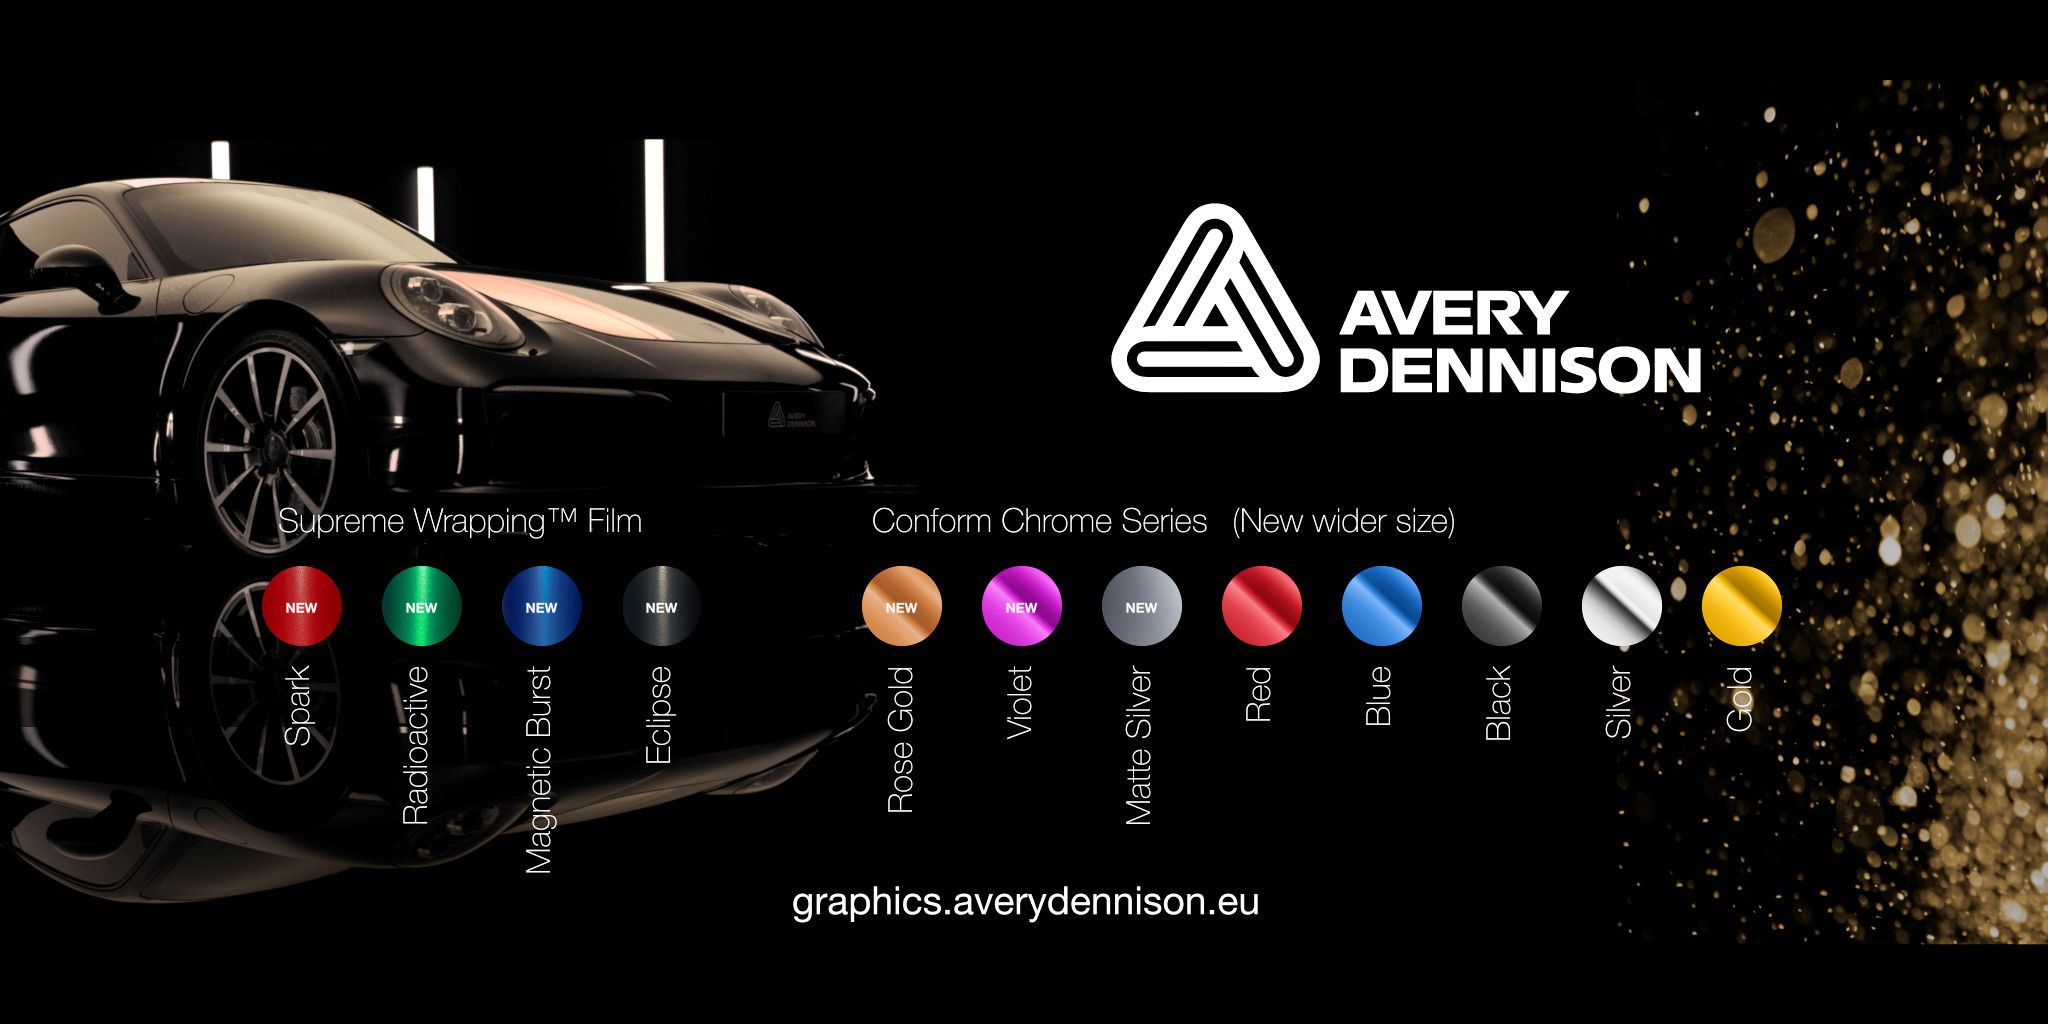 AVERY
DENNISON
AVERY
DENNISON
Supreme Wrapping™ Film
NEW
NEW
NEW
NEW
Spark
Radioactive
Magnetic Burst
Eclipse
Conform Chrome Series (New wider size)
NEW
NEW
NEW
Rose Gold
Violet
Matte Silver
Red
Blue
Black
Silver
Gold
graphics.averydennison.eu